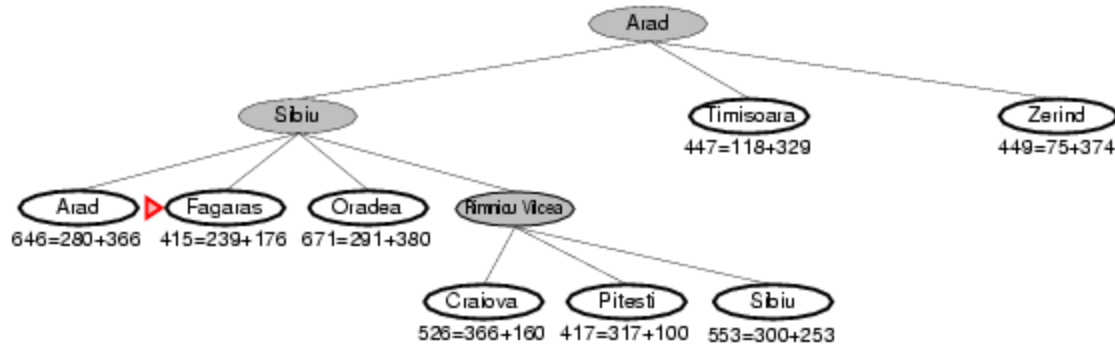 Arad
Sibiu
Timisoara
Zerind
447=118+329
449=75+374
Arad
Fagaras
Oradea
Rimnicu Vilcea
646=280+366
415=239+176
671=291+380
Craiova
Pitesti
Sibiu
526=366+160
417=317+100
553=300+253